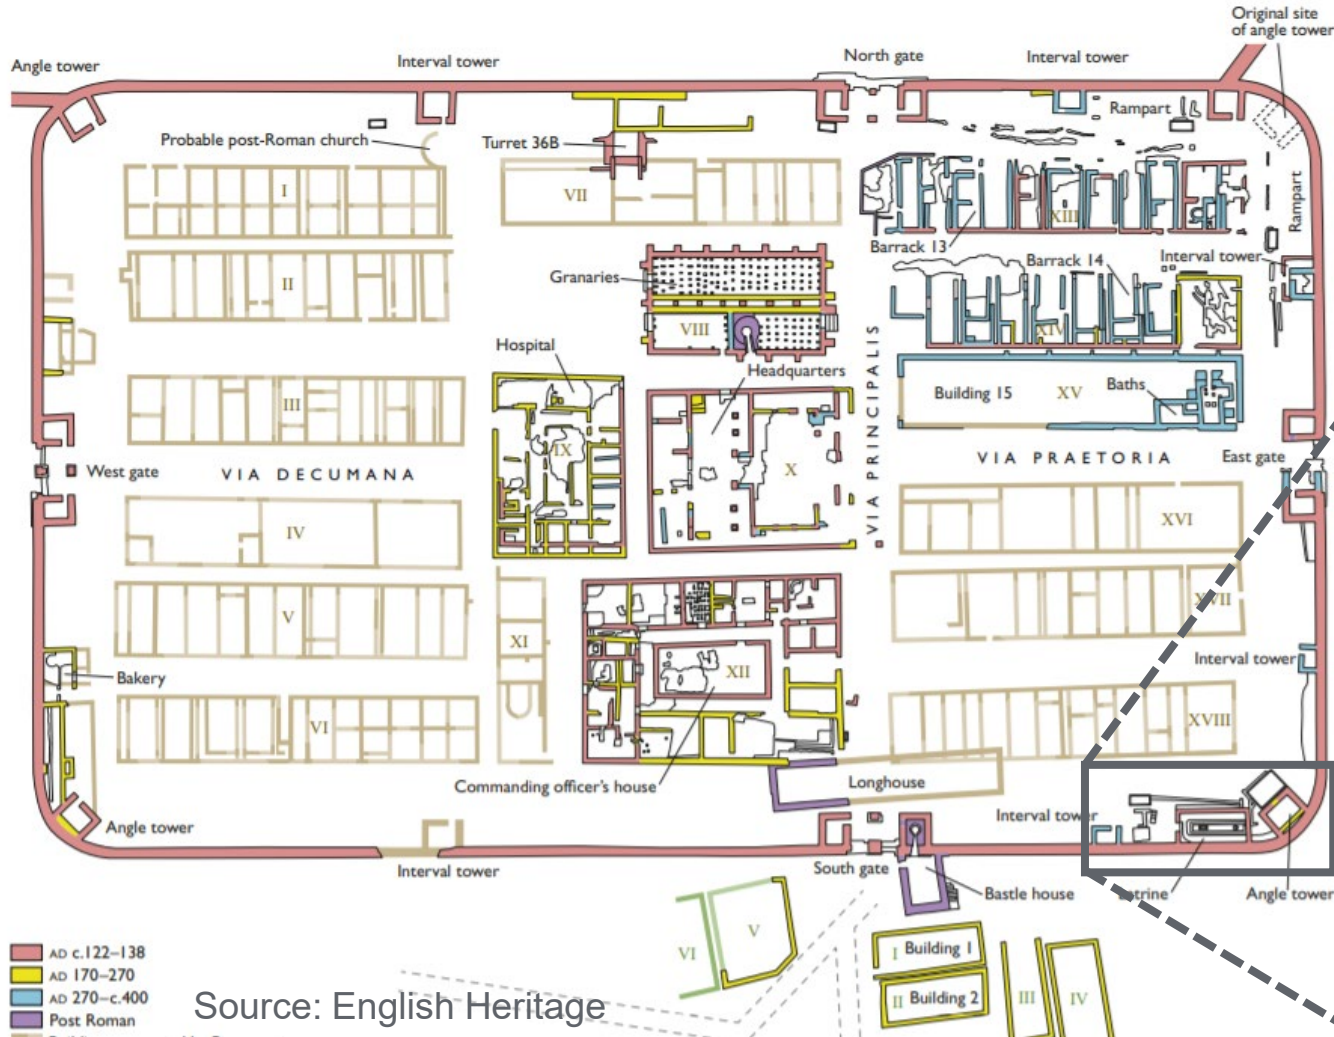 Original site
of angle tower
Angle tower
Interval tower
North gate
Interval tower
Rampart
Probable post-Roman church
Turret 36B
I
VII
XIII
Rampart
Barrack 13
Barrack 14
Interval tower
II
Granaries
VIII
XIV
Hospital
Headquarters
Building 15
XV
Baths
III
IX
X
VIA PRINCIPALIS
West gate
VIA DECUMANA
VIA PRAETORIA
East gate
IV
XVI
V
XI
XII
XVII
Interval tower
Bakery
VI
XVIII
Commanding officer's house
Longhouse
Angle tower
Interval tower
Interval tower
South gate
Bastle house
Latrine
Angle tower
VI
V
I Building 1
II Building 2
III
IV
AD c.122–138
AD 170–270
AD 270–c.400
Post Roman
Source: English Heritage